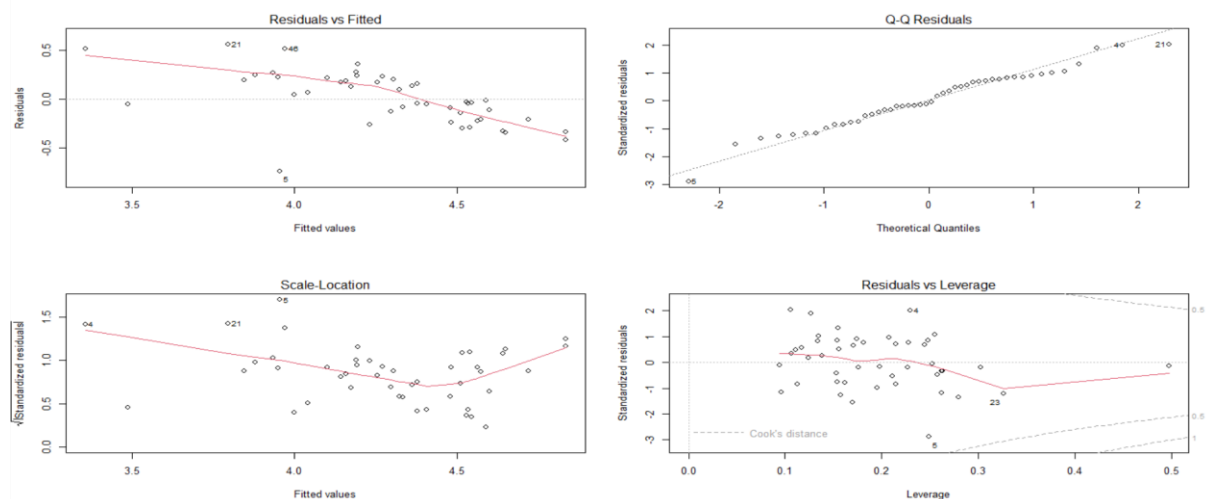 Residuals vs Fitted
Residuals
0.5
0.0
-0.5
21
46
5
3.5 4.0 4.5
Fitted values
Q-Q Residuals
Standardized residuals
2
1
0
-1
-2
-3
4
21
5
-2 -1 0 1 2
Theoretical Quantiles
Scale-Location
√|Standardized residuals|
1.5
1.0
0.5
0.0
4
21
5
3.5 4.0 4.5
Fitted values
Residuals vs Leverage
Standardized residuals
2
1
0
-1
-2
-3
4
23
5
0.5
0.5
1
Cook's distance
0.0 0.1 0.2 0.3 0.4 0.5
Leverage